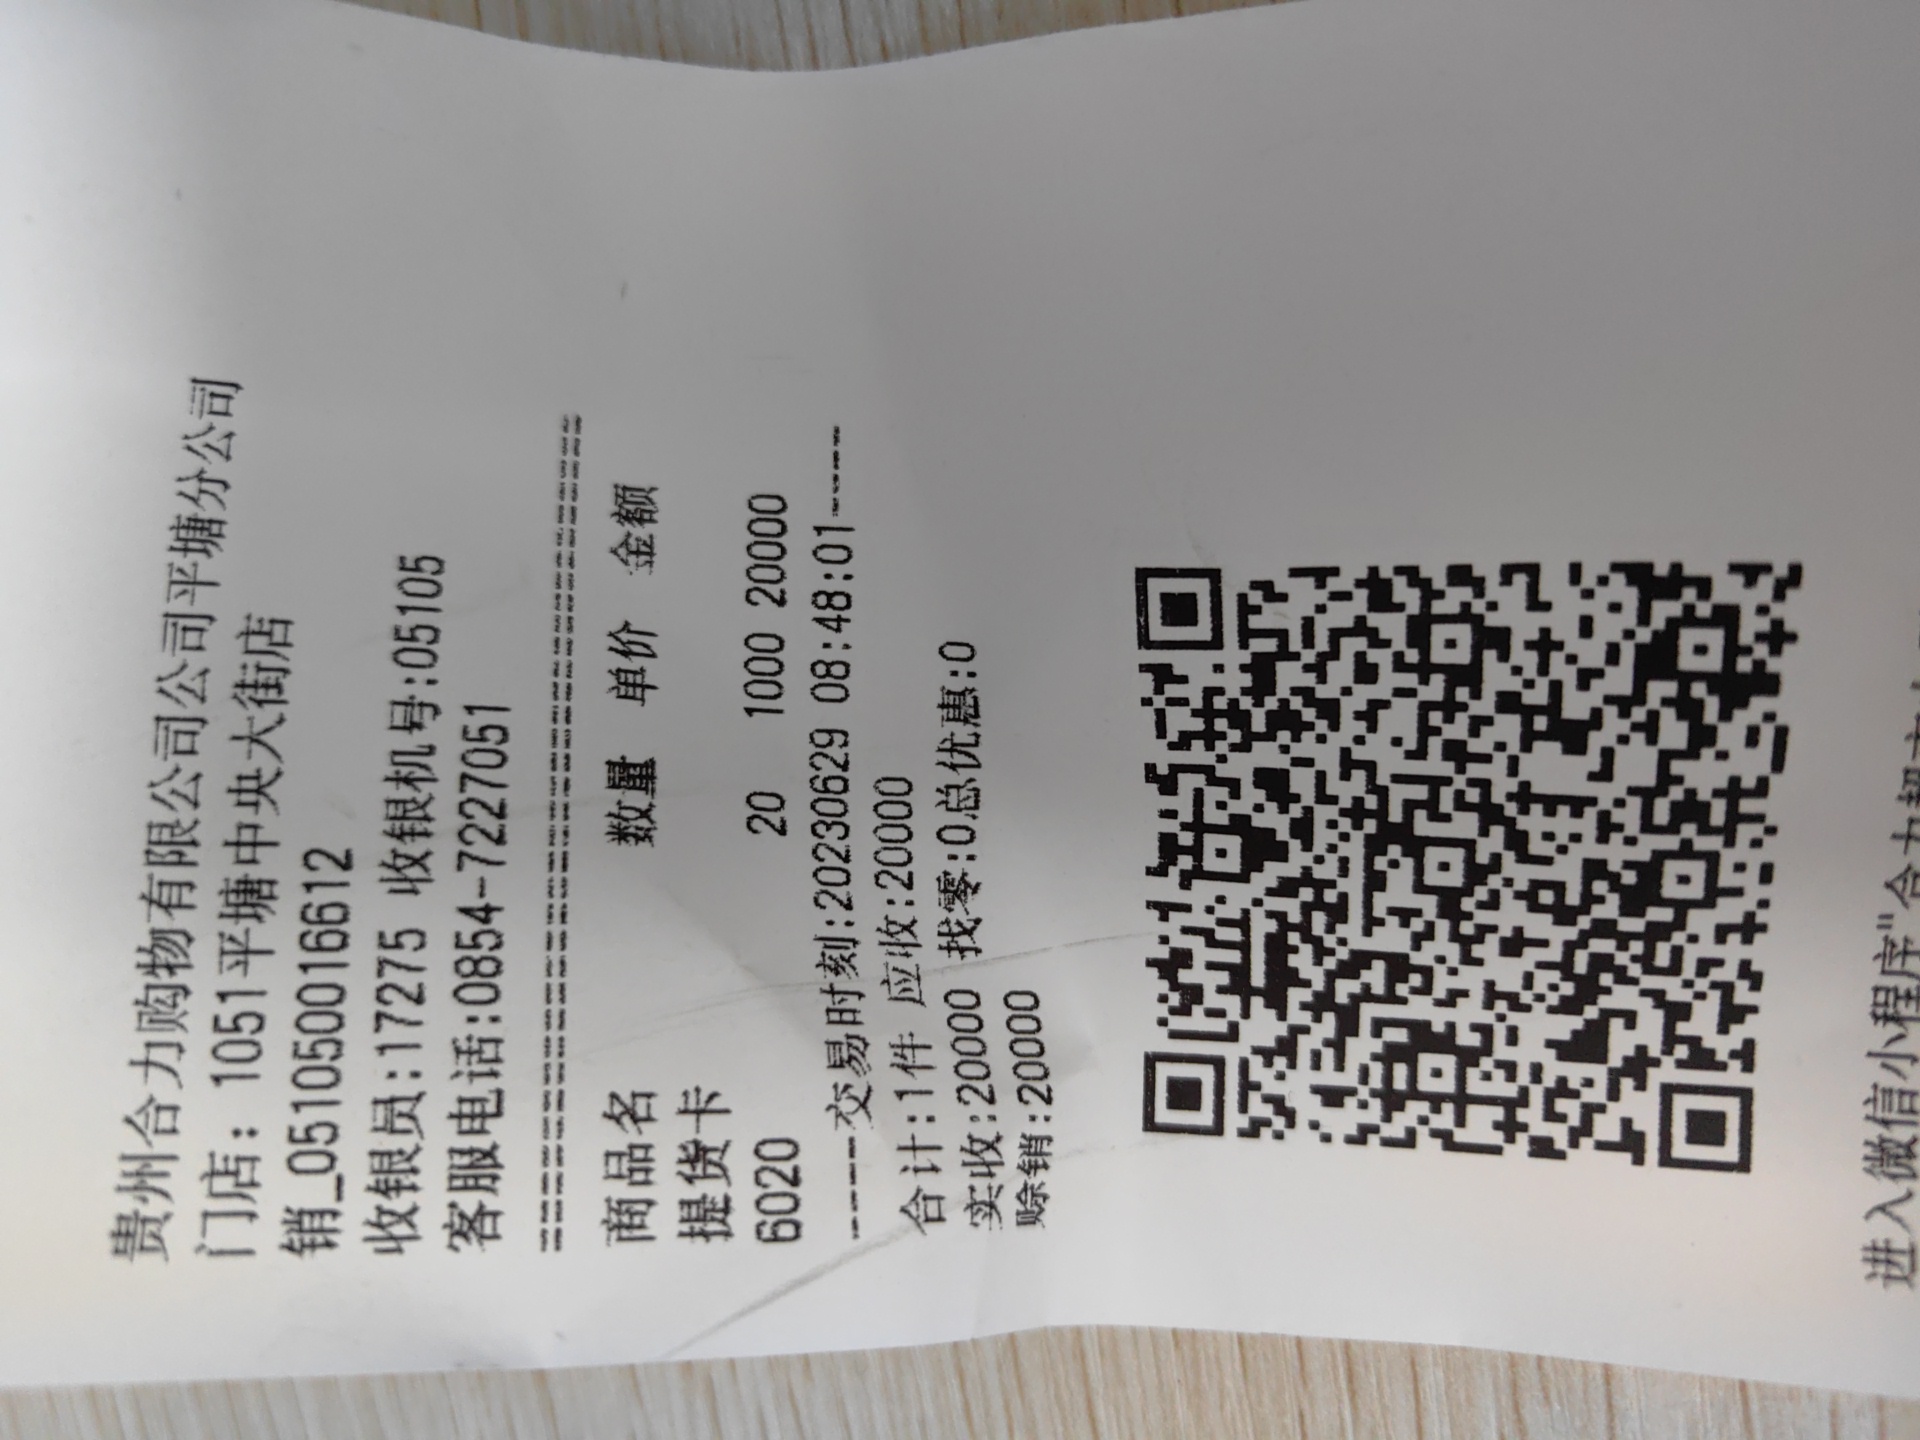 贵州合力购物有限公司公司平塘分公司
门店: 1051平塘中央大街店
销_051050016612
收银员:17275 收银机号:05105
客服电话:0854-7227051
商品名 数量 单价 金额
提货卡
6020 20 1000 20000
-----交易时刻:20230629 08:48:01-----
合计:1件 应收:20000
实收:20000 找零:0总优惠:0
赊销:20000
进入微信小程序"合力超市